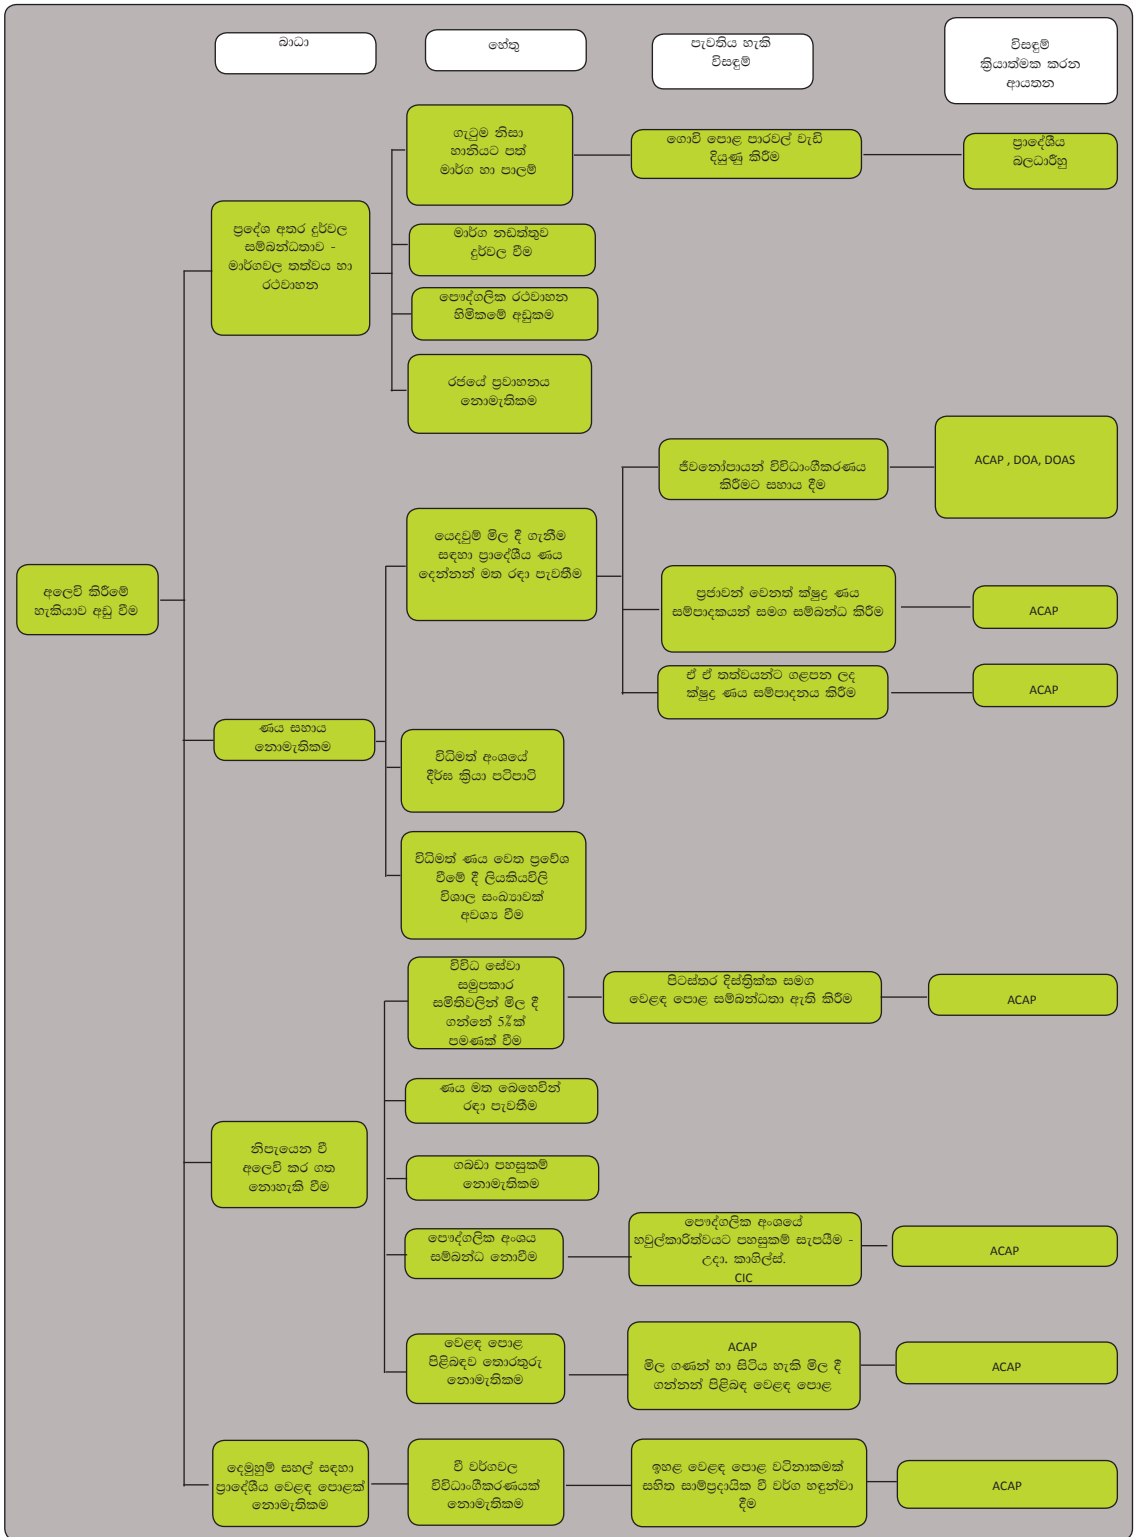 බාධා
හේතු
පැවතිය හැකි
විසඳුම්
විසඳුම්
ක්‍රියාත්මක කරන
ආයතන
ගැටුම නිසා
හානියට පත්
මාර්ග හා පාලම්
ගොවි පොළ පාරවල් වැඩි
දියුණු කිරීම
ප්‍රාදේශීය
බලධාරීහු
ප්‍රදේශ අතර දුර්වල
සම්බන්ධතාව -
මාර්ගවල තත්වය හා
රථවාහන
මාර්ග නඩත්තුව
දුර්වල වීම
පෞද්ගලික රථවාහන
හිමිකමේ අඩුකම
රජයේ ප්‍රවාහනය
නොමැතිකම
ජීවනෝපායන් විවිධාංගීකරණය
කිරීමට සහාය දීම
ACAP , DOA, DOAS
යෙදවුම් මිල දී ගැනීම
සඳහා ප්‍රාදේශීය ණය
දෙන්නන් මත රඳා පැවතීම
අලෙවි කිරීමේ
හැකියාව අඩු වීම
ප්‍රජාවන් වෙනත් ක්ෂුද්‍ර ණය
සම්පාදකයන් සමග සම්බන්ධ කිරීම
ACAP
ඒ ඒ තත්වයන්ට ගළපන ලද
ක්ෂුද්‍ර ණය සම්පාදනය කිරීම
ACAP
ණය සහාය
නොමැතිකම
විධිමත් අංශයේ
දීර්ඝ ක්‍රියා පටිපාටි
විධිමත් ණය වෙත ප්‍රවේශ
වීමේ දී ලියකියවිලි
විශාල සංඛ්‍යාවක්
අවශ්‍ය වීම
විවිධ සේවා
සමුපකාර
සමිතිවලින් මිල දී
ගන්නේ 5%ක්
පමණක් වීම
පිටස්තර දිස්ත්‍රික්ක සමග
වෙළඳ පොළ සම්බන්ධතා ඇති කිරීම
ACAP
ණය මත බෙහෙවින්
රඳා පැවතීම
නිපැයෙන වී
අලෙවි කර ගත
නොහැකි වීම
ගබඩා පහසුකම්
නොමැතිකම
පෞද්ගලික අංශය
සම්බන්ධ නොවීම
පෞද්ගලික අංශයේ
හවුල්කාරිත්වයට පහසුකම් සැපයීම -
උදා. කාගිල්ස්.
CIC
ACAP
වෙළඳ පොළ
පිළිබඳව තොරතුරු
නොමැතිකම
ACAP
මිල ගණන් හා සිටිය හැකි මිල දී
ගන්නන් පිළිබඳ වෙළඳ පොළ
ACAP
දෙමුහුම් සහල් සඳහා
ප්‍රාදේශීය වෙළඳ පොළක්
නොමැතිකම
වී වර්ගවල
විවිධාංගීකරණයක්
නොමැතිකම
ඉහළ වෙළඳ පොළ වටිනාකමක්
සහිත සාම්ප්‍රදායික වී වර්ග හඳුන්වා
දීම
ACAP